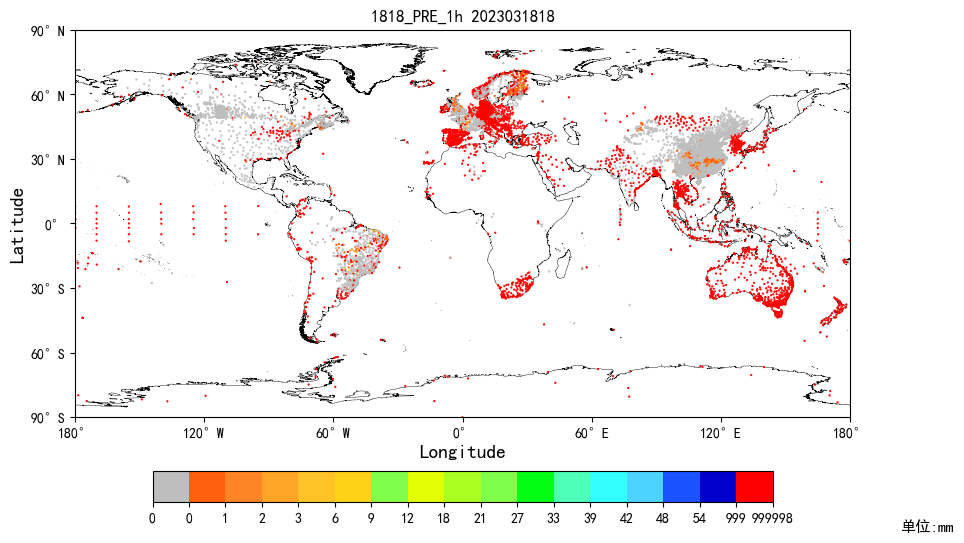 1818_PRE_1h 2023031818
90° N
60° N
30° N
0°
30° S
60° S
90° S
Latitude
180° 120° W 60° W 0° 60° E 120° E 180°
Longitude
0 0 1 2 3 6 9 12 18 21 27 33 39 42 48 54 999 999998
单位:mm